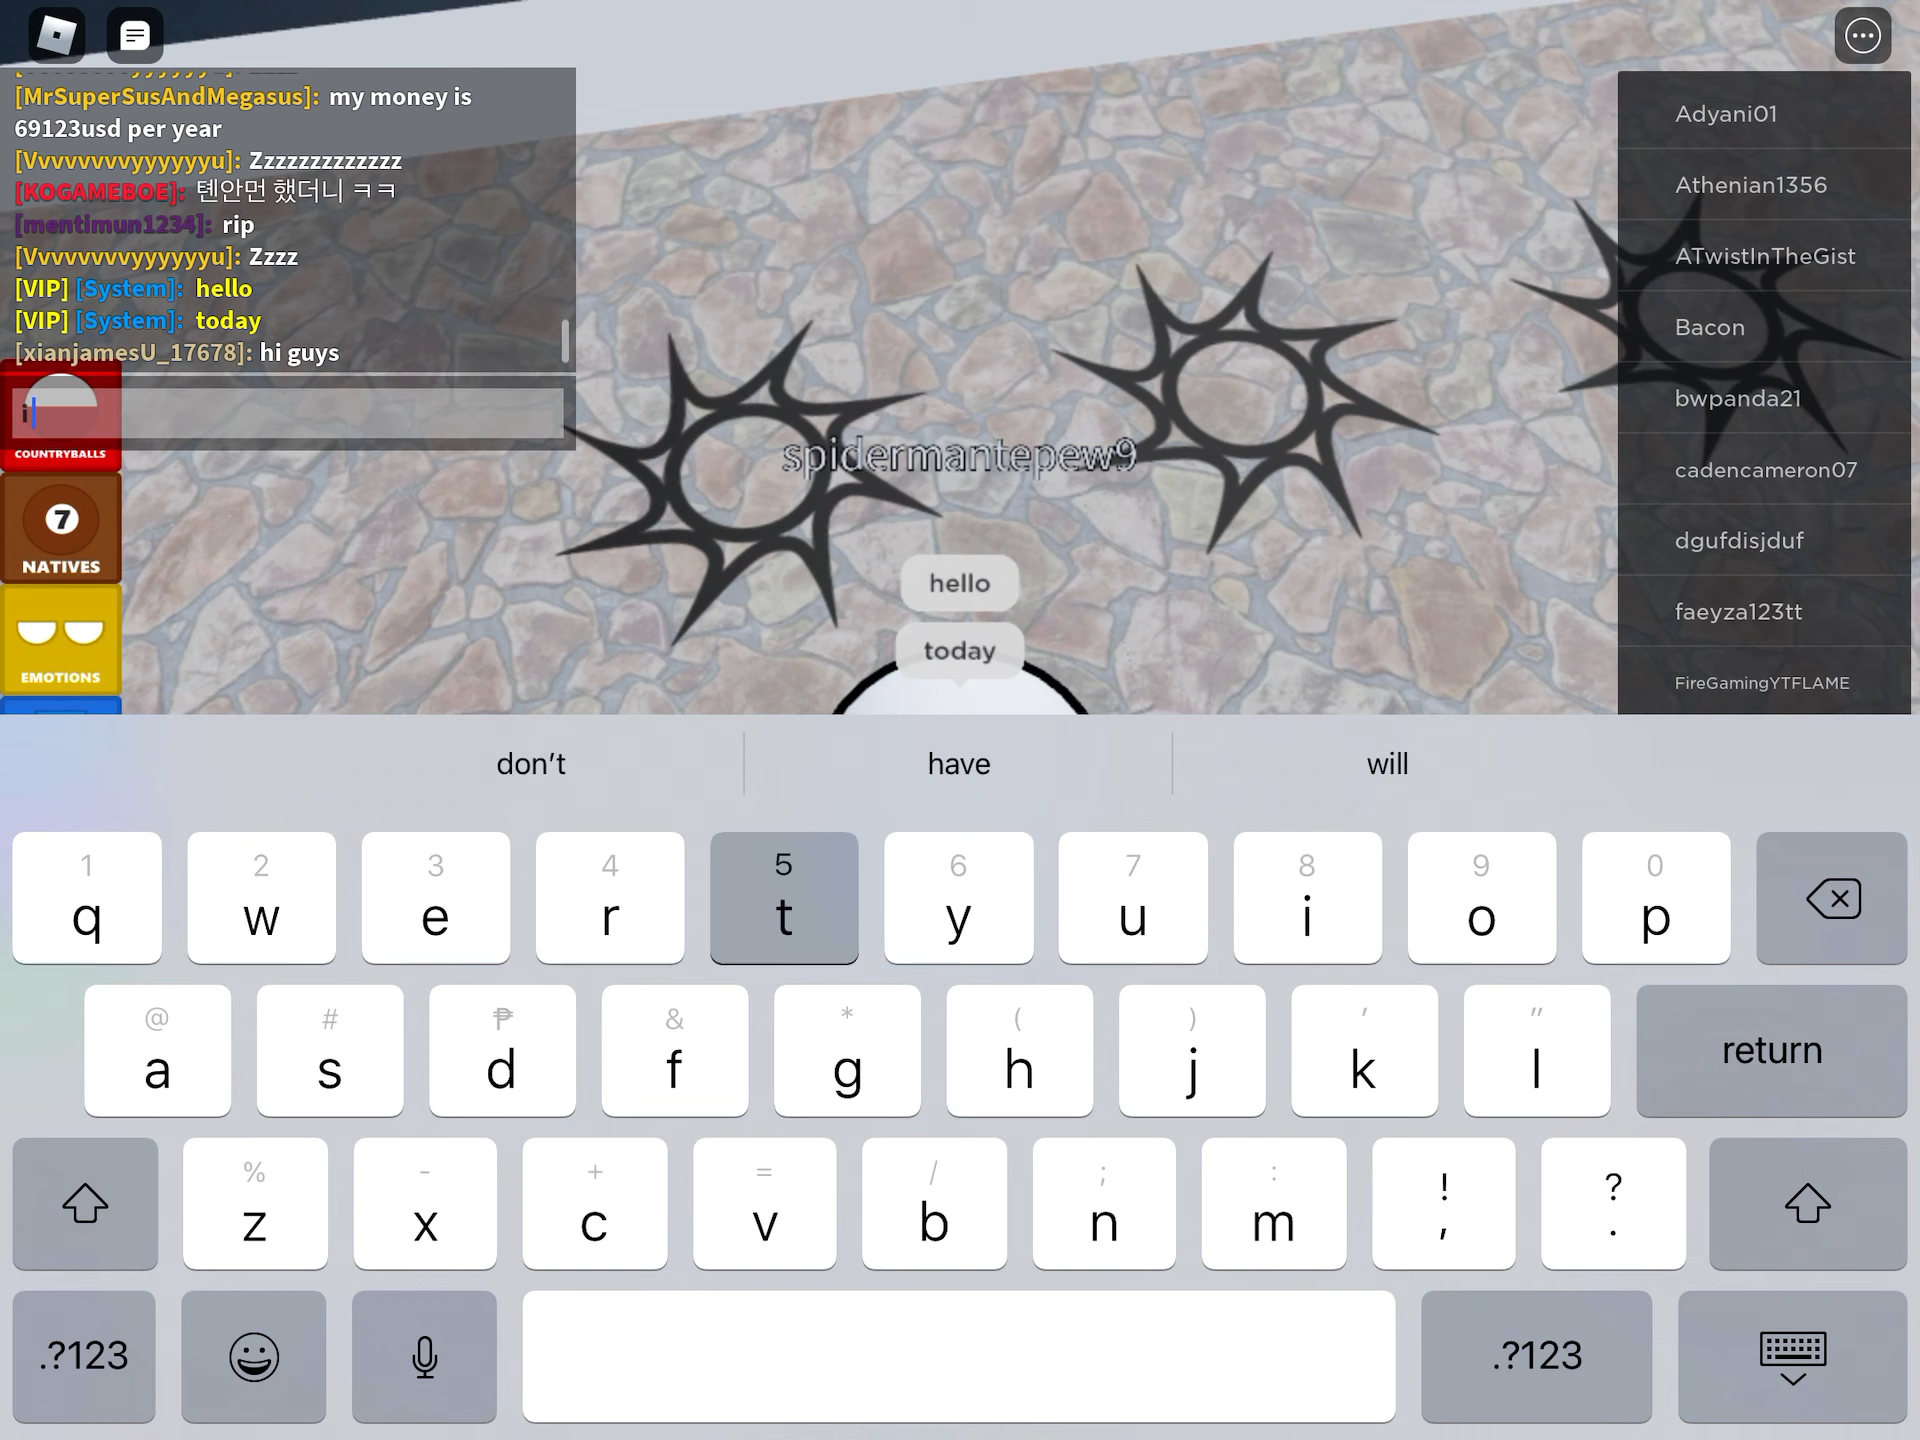 [MrSuperSusAndMegasus]: my money is
69123usd per year
[Vvvvvvvvvyyyyyyu]: Zzzzzzzzzzzzz
[KOGAMEBOE]: 톈안먼 했더니 ㅋㅋ
[mentimun1234]: rip
[Vvvvvvvvvyyyyyyu]: Zzzz
[VIP] [System]: hello
[VIP] [System]: today
[xianjamesU_17678]: hi guys
i
COUNTRYBALLS
7
NATIVES
EMOTIONS
spidermantepew9
hello
today
Adyani01
Athenian1356
ATwistInTheGist
Bacon
bwpanda21
cadencameron07
dgufdisjduf
faeyza123tt
FireGamingYTFLAME
don’t have will
1 2 3 4 5 6 7 8 9 0
q w e r t y u i o p
@ # ₱ & * ( ) ' "
a s d f g h j k l return
% - + = / ; : ! ?
z x c v b n m , .
.?123 .?123